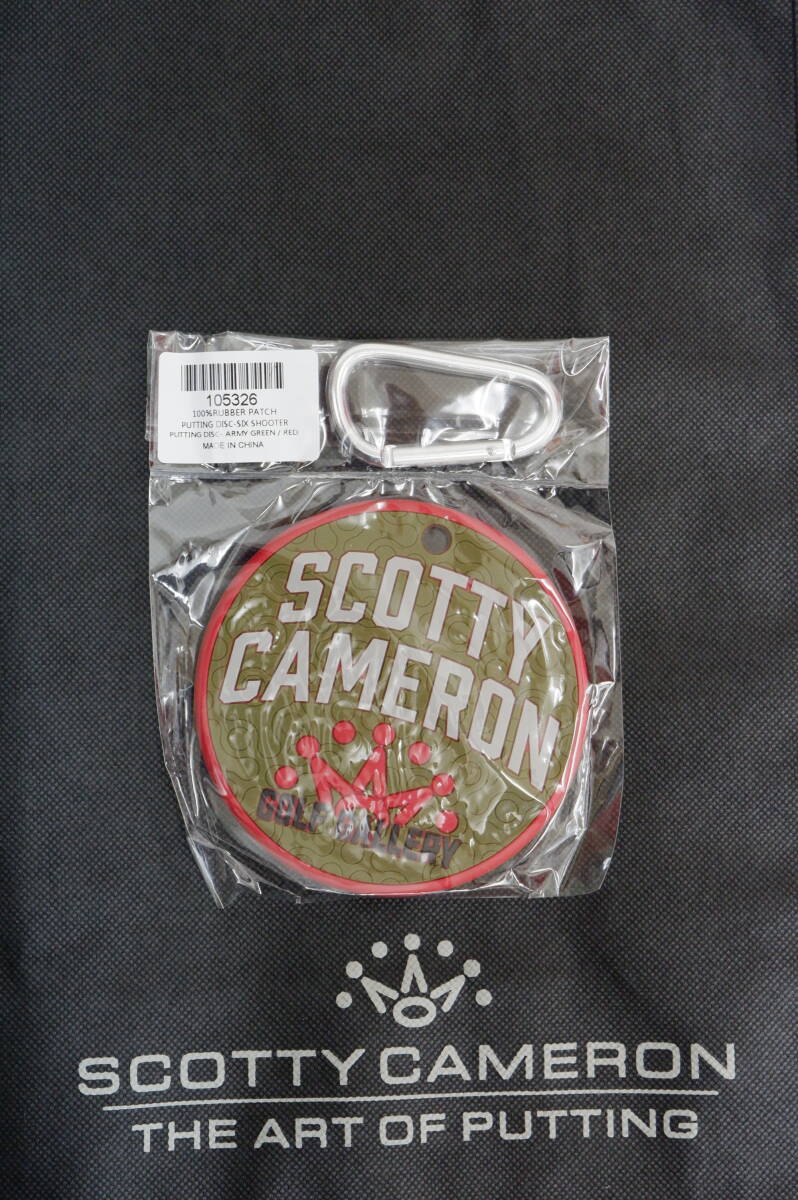 105326
100%RUBBER PATCH
PUTTING DISC-SIX SHOOTER
PUTTING DISC- ARMY GREEN / RED
MADE IN CHINA
SCOTTY
CAMERON
GOLF GALLERY
SCOTTY CAMERON
THE ART OF PUTTING